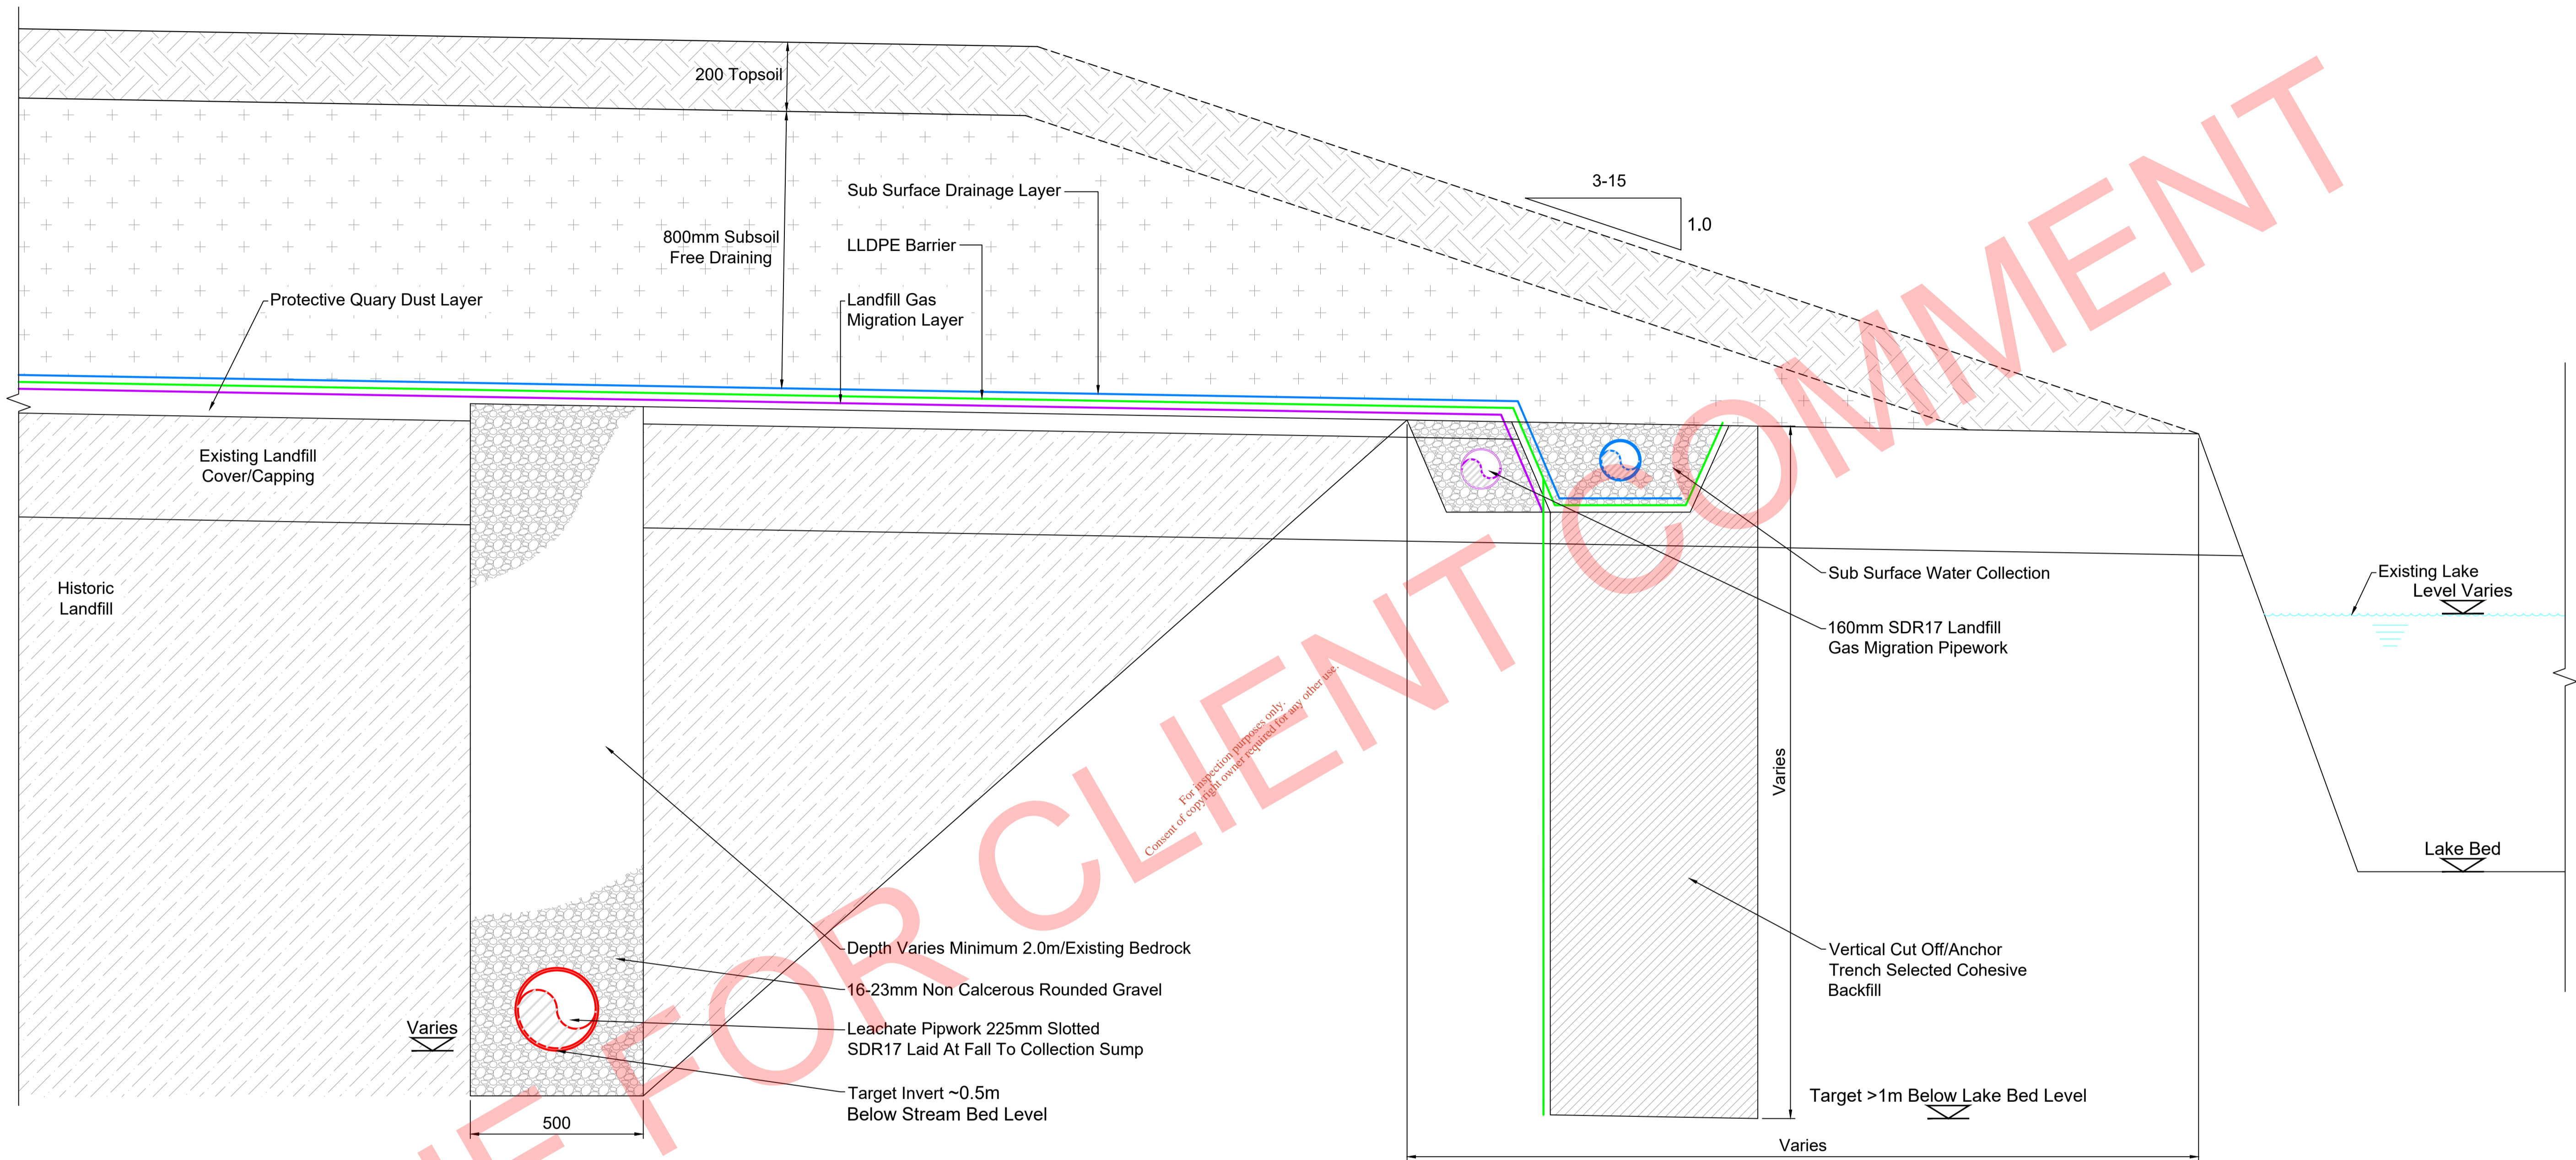 200 Topsoil
3-15
1.0
Sub Surface Drainage Layer
800mm Subsoil
Free Draining
LLDPE Barrier
Protective Quary Dust Layer
Landfill Gas
Migration Layer
Existing Landfill
Cover/Capping
Historic
Landfill
Sub Surface Water Collection
Existing Lake
Level Varies
160mm SDR17 Landfill
Gas Migration Pipework
Varies
Lake Bed
Depth Varies Minimum 2.0m/Existing Bedrock
16-23mm Non Calcerous Rounded Gravel
Leachate Pipwork 225mm Slotted
SDR17 Laid At Fall To Collection Sump
Varies
Target Invert ~0.5m
Below Stream Bed Level
500
Vertical Cut Off/Anchor
Trench Selected Cohesive
Backfill
Target >1m Below Lake Bed Level
Varies
For inspection purposes only.
Consent of copyright owner required for any other use.
FOR CLIENT COMMENT